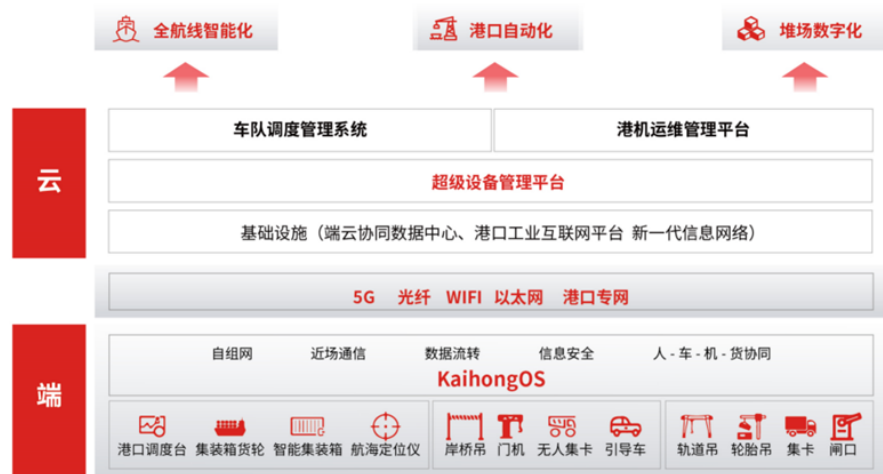 全航线智能化 港口自动化 堆场数字化
云
车队调度管理系统 港机运维管理平台
超级设备管理平台
基础设施（端云协同数据中心、港口工业互联网平台 新一代信息网络）
5G 光纤 WIFI 以太网 港口专网
端
自组网 近场通信 数据流转 信息安全 人 - 车 - 机 - 货协同
KaihongOS
港口调度台 集装箱货轮 智能集装箱 航海定位仪 岸桥吊 门机 无人集卡 引导车 轨道吊 轮胎吊 集卡 闸口